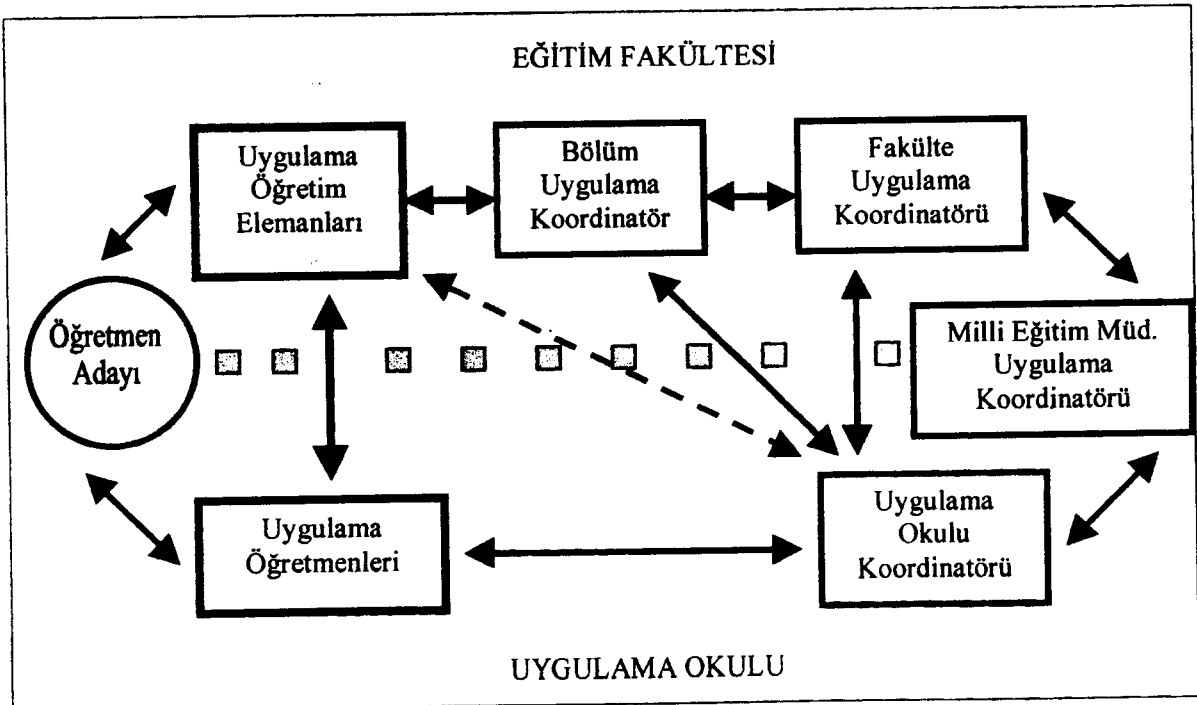 EĞİTİM FAKÜLTESİ
Uygulama
Öğretim
Elemanları
Bölüm
Uygulama
Koordinatör
Fakülte
Uygulama
Koordinatörü
Öğretmen
Adayı
Milli Eğitim Müd.
Uygulama
Koordinatörü
Uygulama
Öğretmenleri
Uygulama
Okulu
Koordinatörü
UYGULAMA OKULU